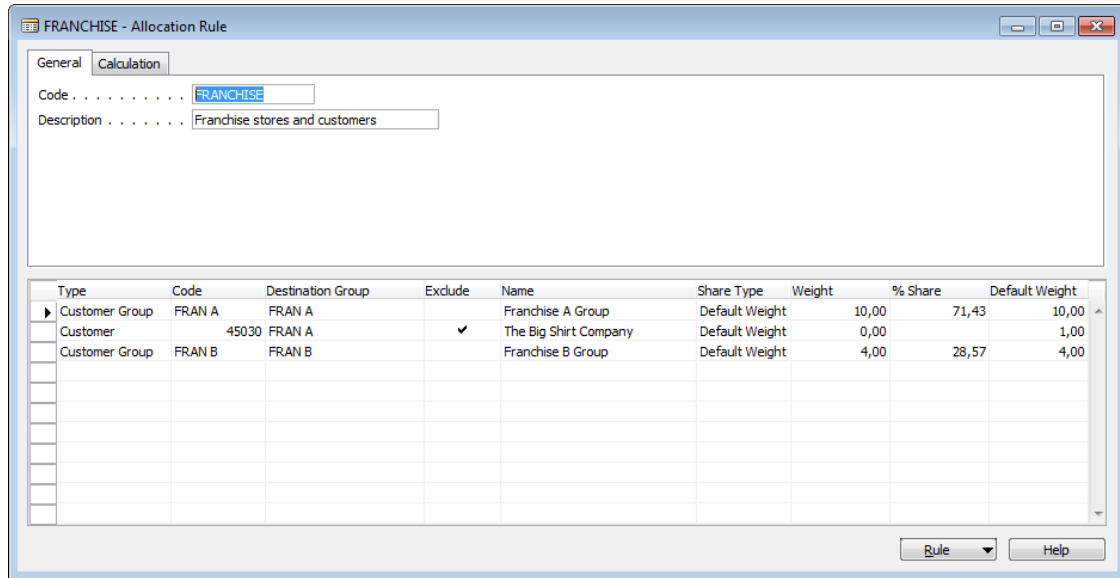 FRANCHISE - Allocation Rule
General Calculation
Code . . . . . . . . . . FRANCHISE
Description . . . . . . . Franchise stores and customers
Type Code Destination Group Exclude Name Share Type Weight % Share Default Weight
Customer Group FRAN A FRAN A Franchise A Group Default Weight 10,00 71,43 10,00
Customer 45030 FRAN A ✔ The Big Shirt Company Default Weight 0,00 1,00
Customer Group FRAN B FRAN B Franchise B Group Default Weight 4,00 28,57 4,00
Rule Help